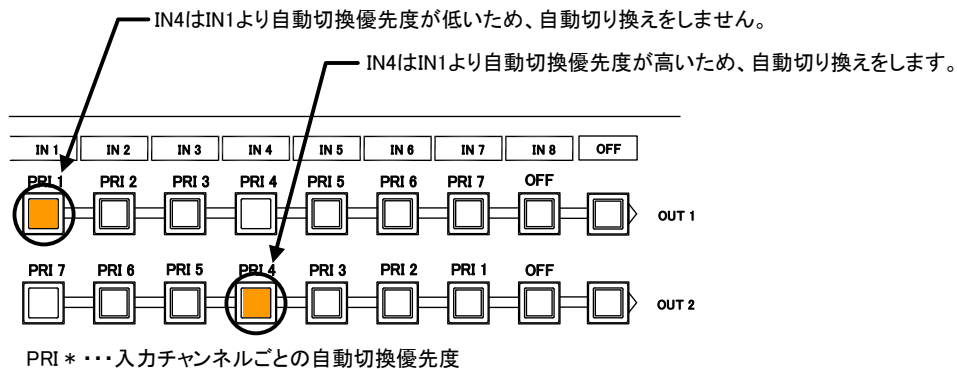 IN4はIN1より自動切換優先度が低いため、自動切り換えをしません。
IN4はIN1より自動切換優先度が高いため、自動切り換えをします。
IN 1 IN 2 IN 3 IN 4 IN 5 IN 6 IN 7 IN 8 OFF
PRI 1 PRI 2 PRI 3 PRI 4 PRI 5 PRI 6 PRI 7 OFF
OUT 1
PRI 7 PRI 6 PRI 5 PRI 4 PRI 3 PRI 2 PRI 1 OFF
OUT 2
PRI * ・・・入力チャンネルごとの自動切換優先度